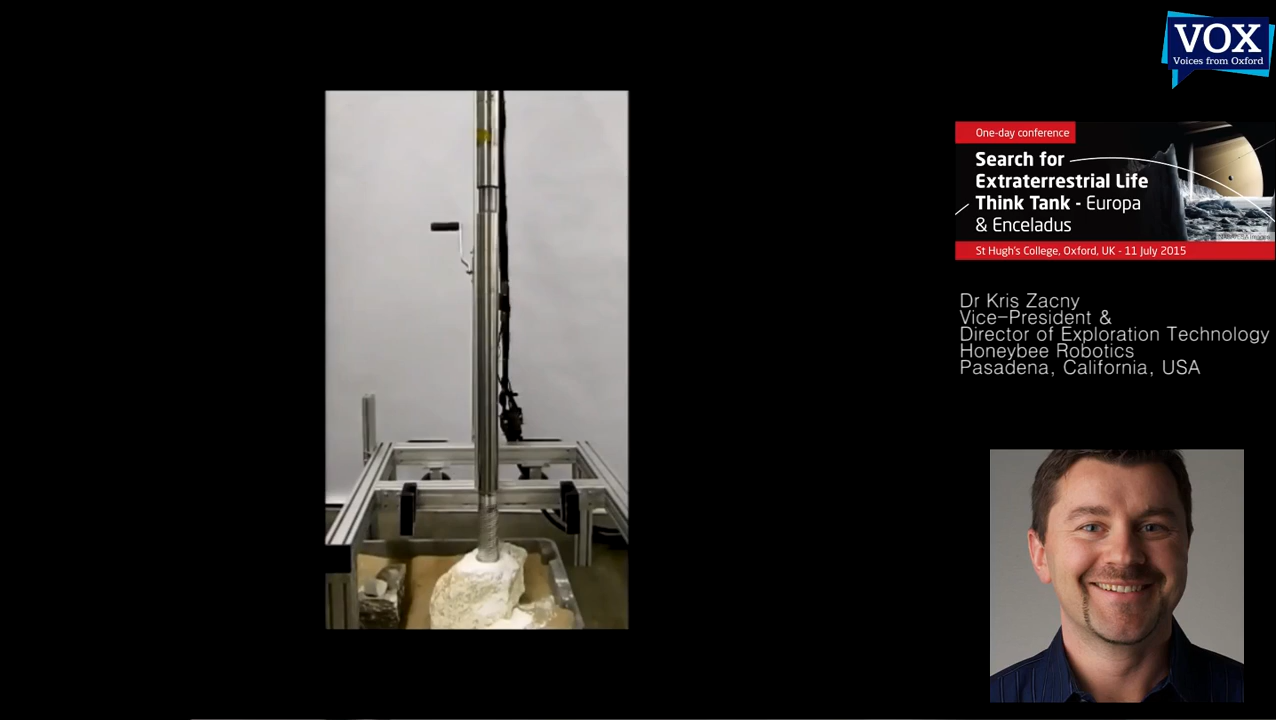 VOX
Voices from Oxford
One-day conference
Search for
Extraterrestrial Life
Think Tank - Europa
& Enceladus
St Hugh's College, Oxford, UK - 11 July 2015
Dr Kris Zacny
Vice-President &
Director of Exploration Technology
Honeybee Robotics
Pasadena, California, USA